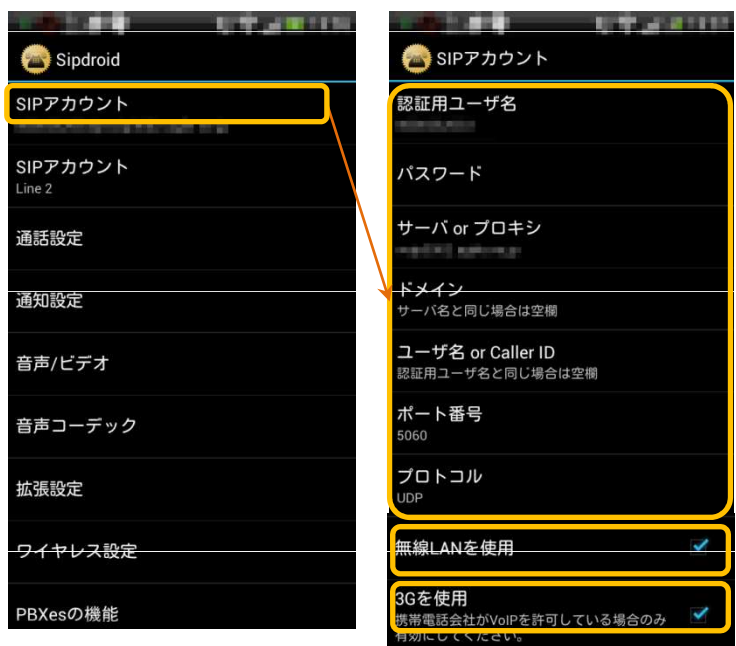 Sipdroid
SIPアカウント
SIPアカウント
Line 2
通話設定
通知設定
音声/ビデオ
音声コーデック
拡張設定
ワイヤレス設定
PBXesの機能
SIPアカウント
認証用ユーザ名
パスワード
サーバ or プロキシ
ドメイン
サーバ名と同じ場合は空欄
ユーザ名 or Caller ID
認証用ユーザ名と同じ場合は空欄
ポート番号
5060
プロトコル
UDP
無線LANを使用
3Gを使用
携帯電話会社がVoIPを許可している場合のみ
有効にしてください。